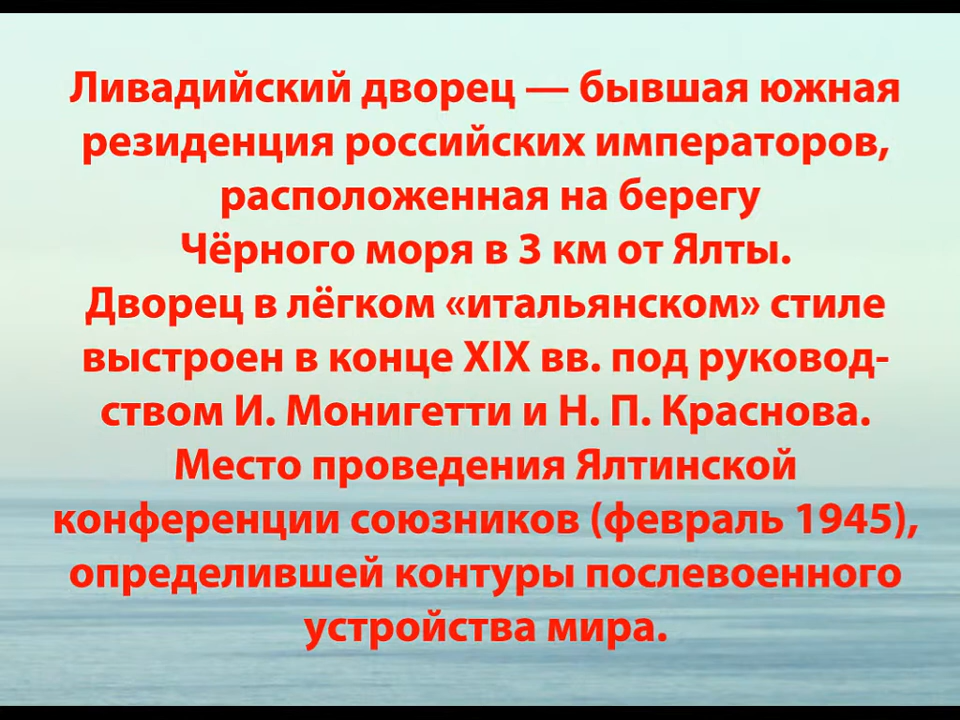 Ливадийский дворец — бывшая южная
резиденция российских императоров,
расположенная на берегу
Чёрного моря в 3 км от Ялты.
Дворец в лёгком «итальянском» стиле
выстроен в конце XIX вв. под руковод-
ством И. Монигетти и Н. П. Краснова.
Место проведения Ялтинской
конференции союзников (февраль 1945),
определившей контуры послевоенного
устройства мира.